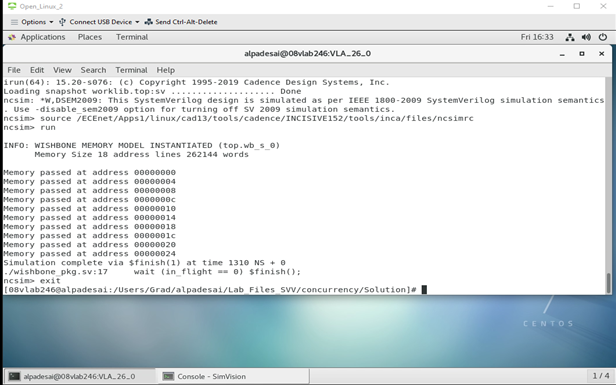 Open_Linux_2
Options Connect USB Device Send Ctrl-Alt-Delete
Applications Places Terminal Fri 16:33
alpadesai@08vlab246:VLA_26_0
File Edit View Search Terminal Help
irun(64): 15.20-s076: (c) Copyright 1995-2019 Cadence Design Systems, Inc.
Loading snapshot worklib.top:sv .................... Done
ncsim: *W,DSEM2009: This SystemVerilog design is simulated as per IEEE 1800-2009 SystemVerilog simulation semantics
. Use -disable_sem2009 option for turning off SV 2009 simulation semantics.
ncsim> source /ECEnet/Apps1/linux/cad13/tools/cadence/INCISIVE152/tools/inca/files/ncsimrc
ncsim> run
INFO: WISHBONE MEMORY MODEL INSTANTIATED (top.wb_s_0)
Memory Size 18 address lines 262144 words
Memory passed at address 00000000
Memory passed at address 00000004
Memory passed at address 00000008
Memory passed at address 0000000c
Memory passed at address 00000010
Memory passed at address 00000014
Memory passed at address 00000018
Memory passed at address 0000001c
Memory passed at address 00000020
Memory passed at address 00000024
Simulation complete via $finish(1) at time 1310 NS + 0
./wishbone_pkg.sv:17 wait (in_flight == 0) $finish();
ncsim> exit
[08vlab246@alpadesai:/Users/Grad/alpadesai/Lab_Files_SVV/concurrency/Solution]#
7
CENTOS
alpadesai@08vlab246:VLA_26_0 Console - SimVision 1 / 4